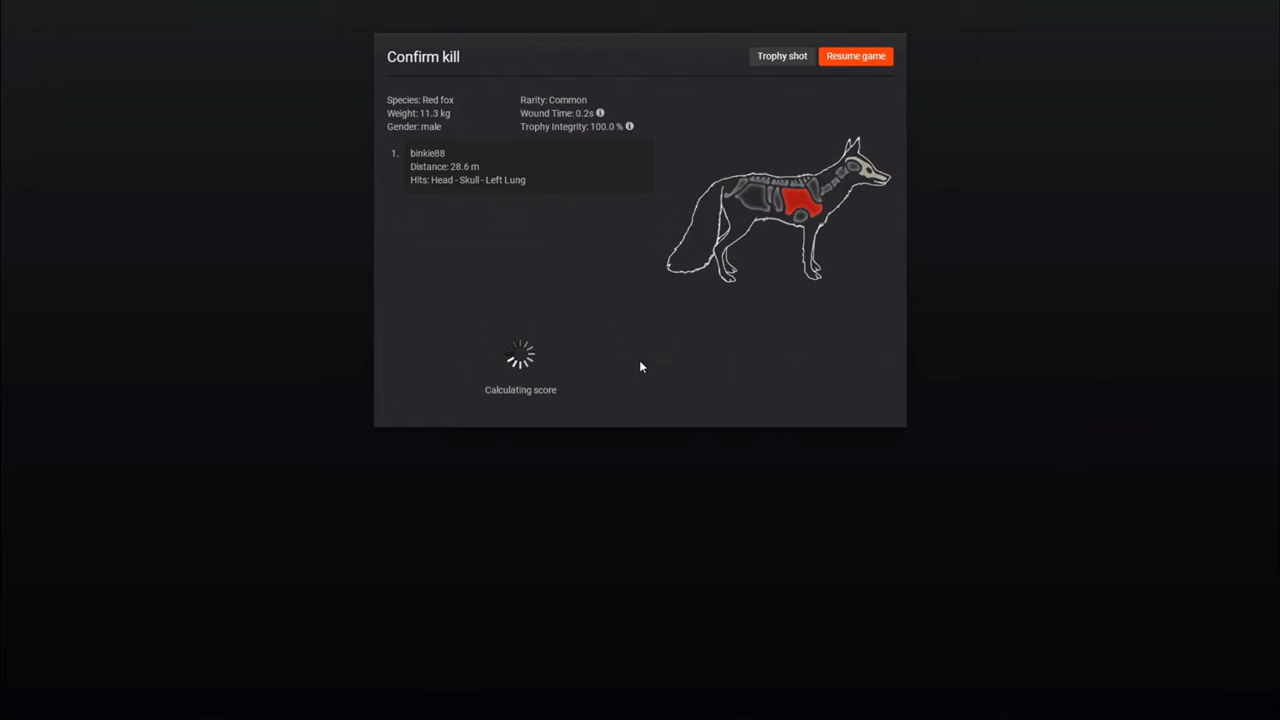 Confirm kill
Trophy shot
Resume game
Species: Red fox
Rarity: Common
Weight: 11.3 kg
Wound Time: 0.2s
Gender: male
Trophy Integrity: 100.0 %
1. binkie88
Distance: 28.6 m
Hits: Head - Skull - Left Lung
Calculating score